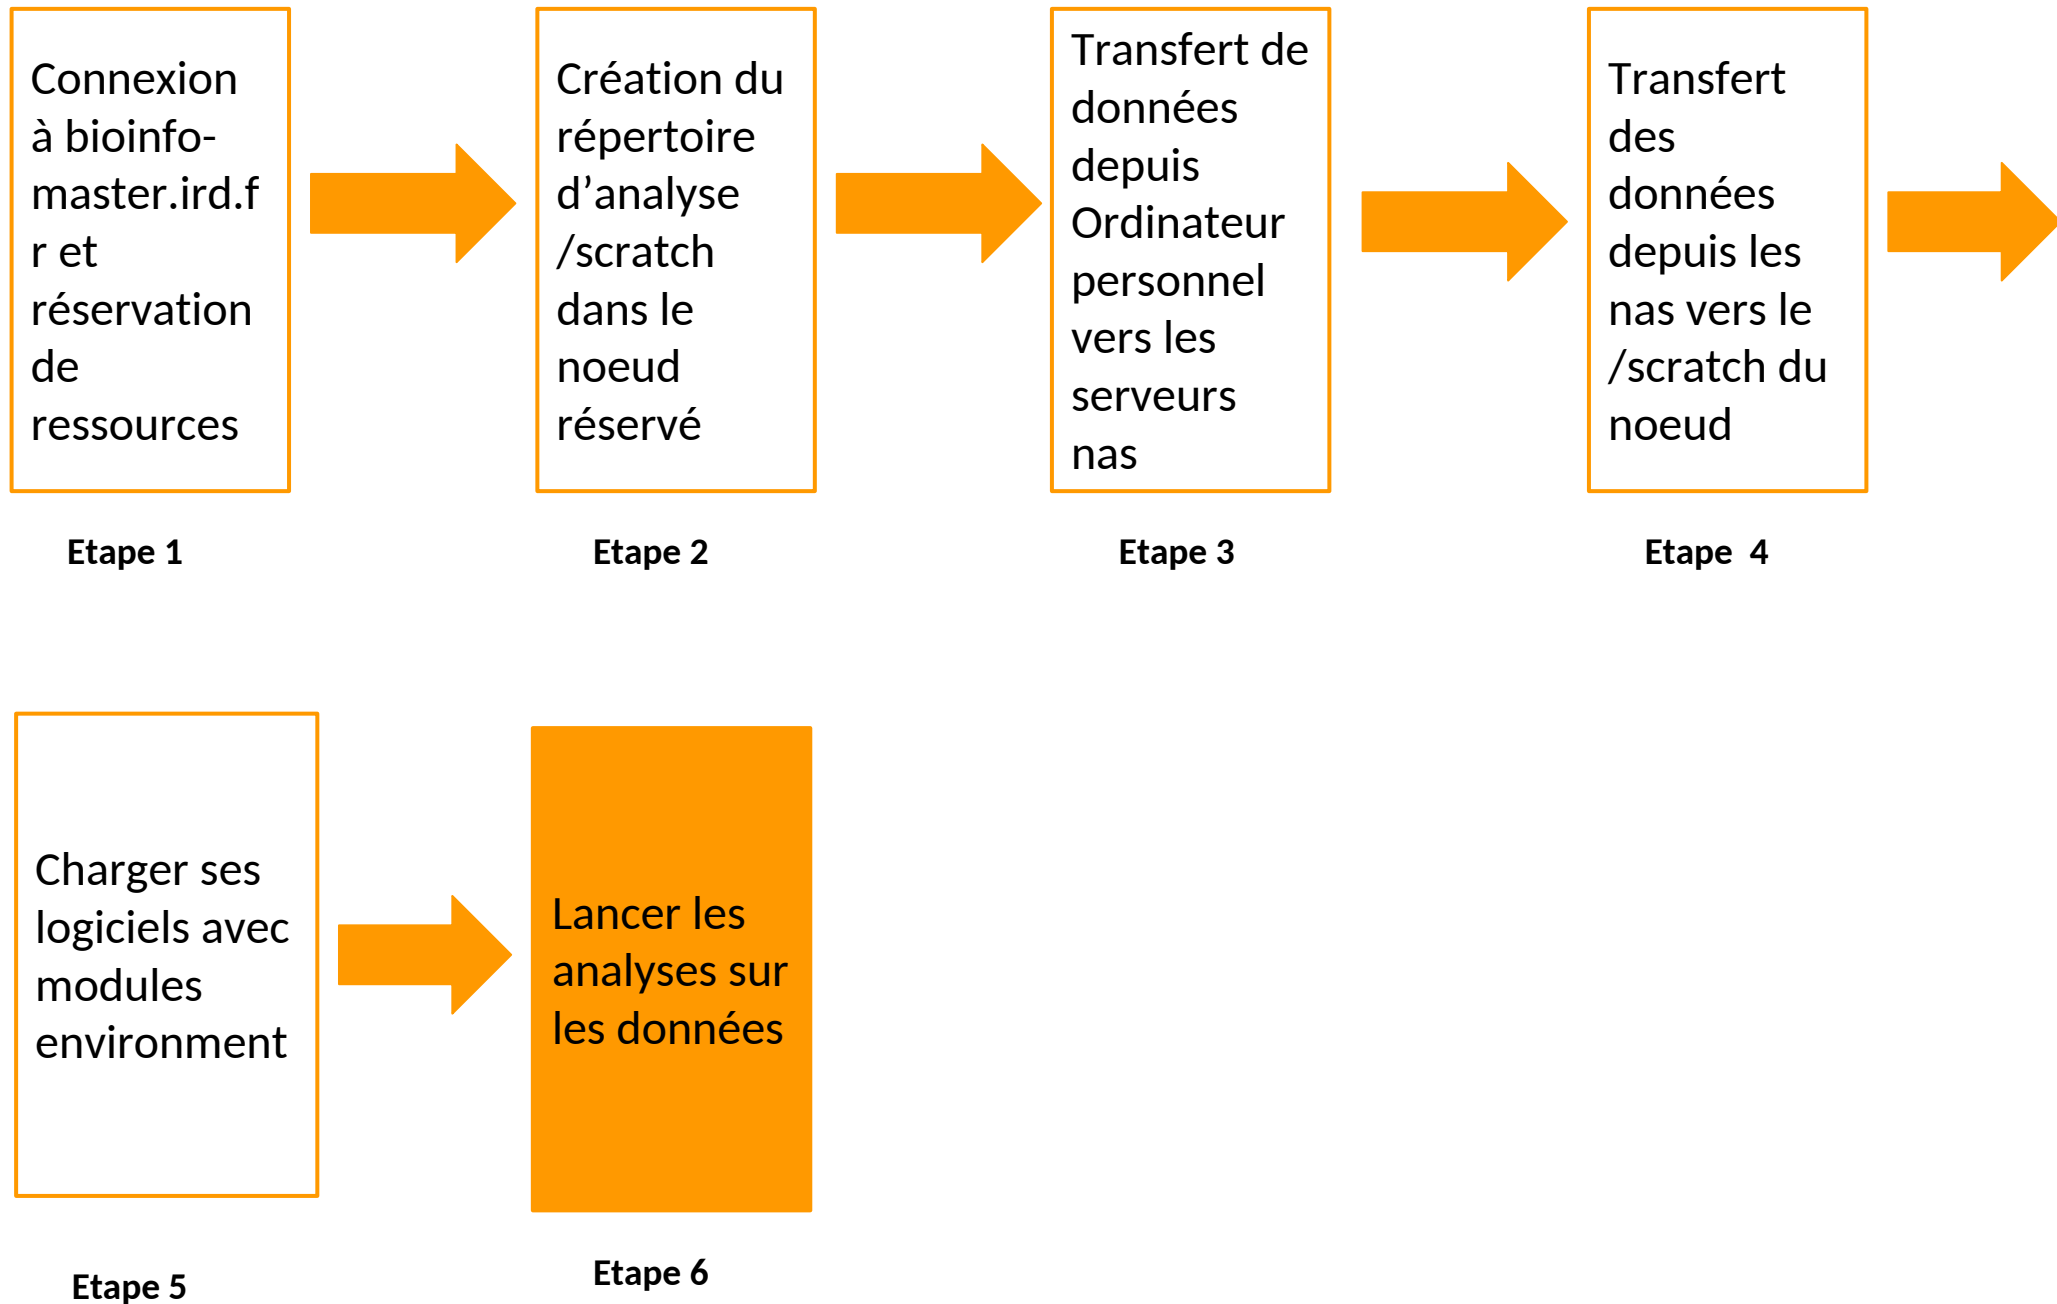 Connexion
à bioinfo-
master.ird.f
r et
réservation
de
ressources
Création du
répertoire
d’analyse
/scratch
dans le
noeud
réservé
Transfert de
données
depuis
Ordinateur
personnel
vers les
serveurs
nas
Transfert
des
données
depuis les
nas vers le
/scratch du
noeud
Etape 1
Etape 2
Etape 3
Etape  4
Charger ses
logiciels avec
modules
environment
Lancer les
analyses sur
les données
Etape 5
Etape 6